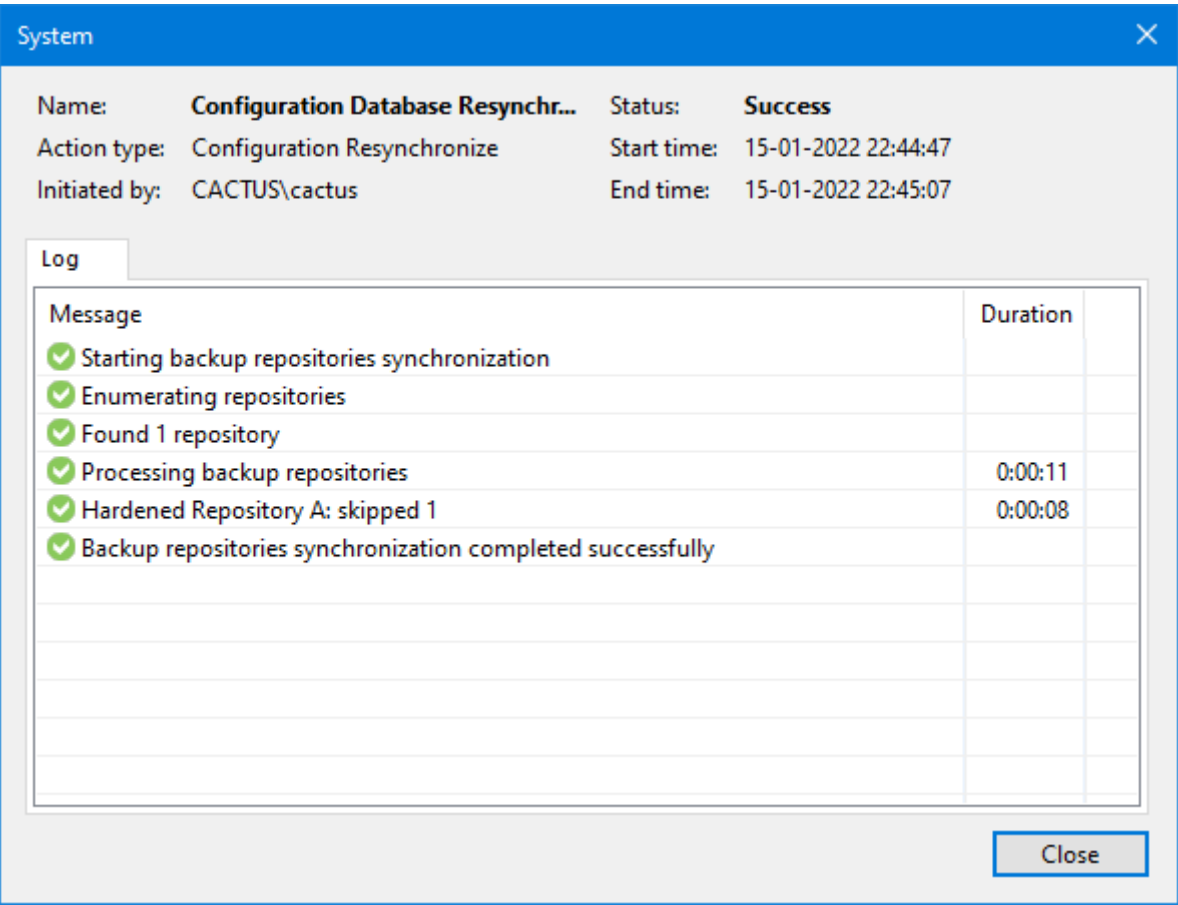 System
Name: Configuration Database Resynchr... Status: Success
Action type: Configuration Resynchronize Start time: 15-01-2022 22:44:47
Initiated by: CACTUS\cactus End time: 15-01-2022 22:45:07
Log
Message Duration
Starting backup repositories synchronization
Enumerating repositories
Found 1 repository
Processing backup repositories 0:00:11
Hardened Repository A: skipped 1 0:00:08
Backup repositories synchronization completed successfully
Close